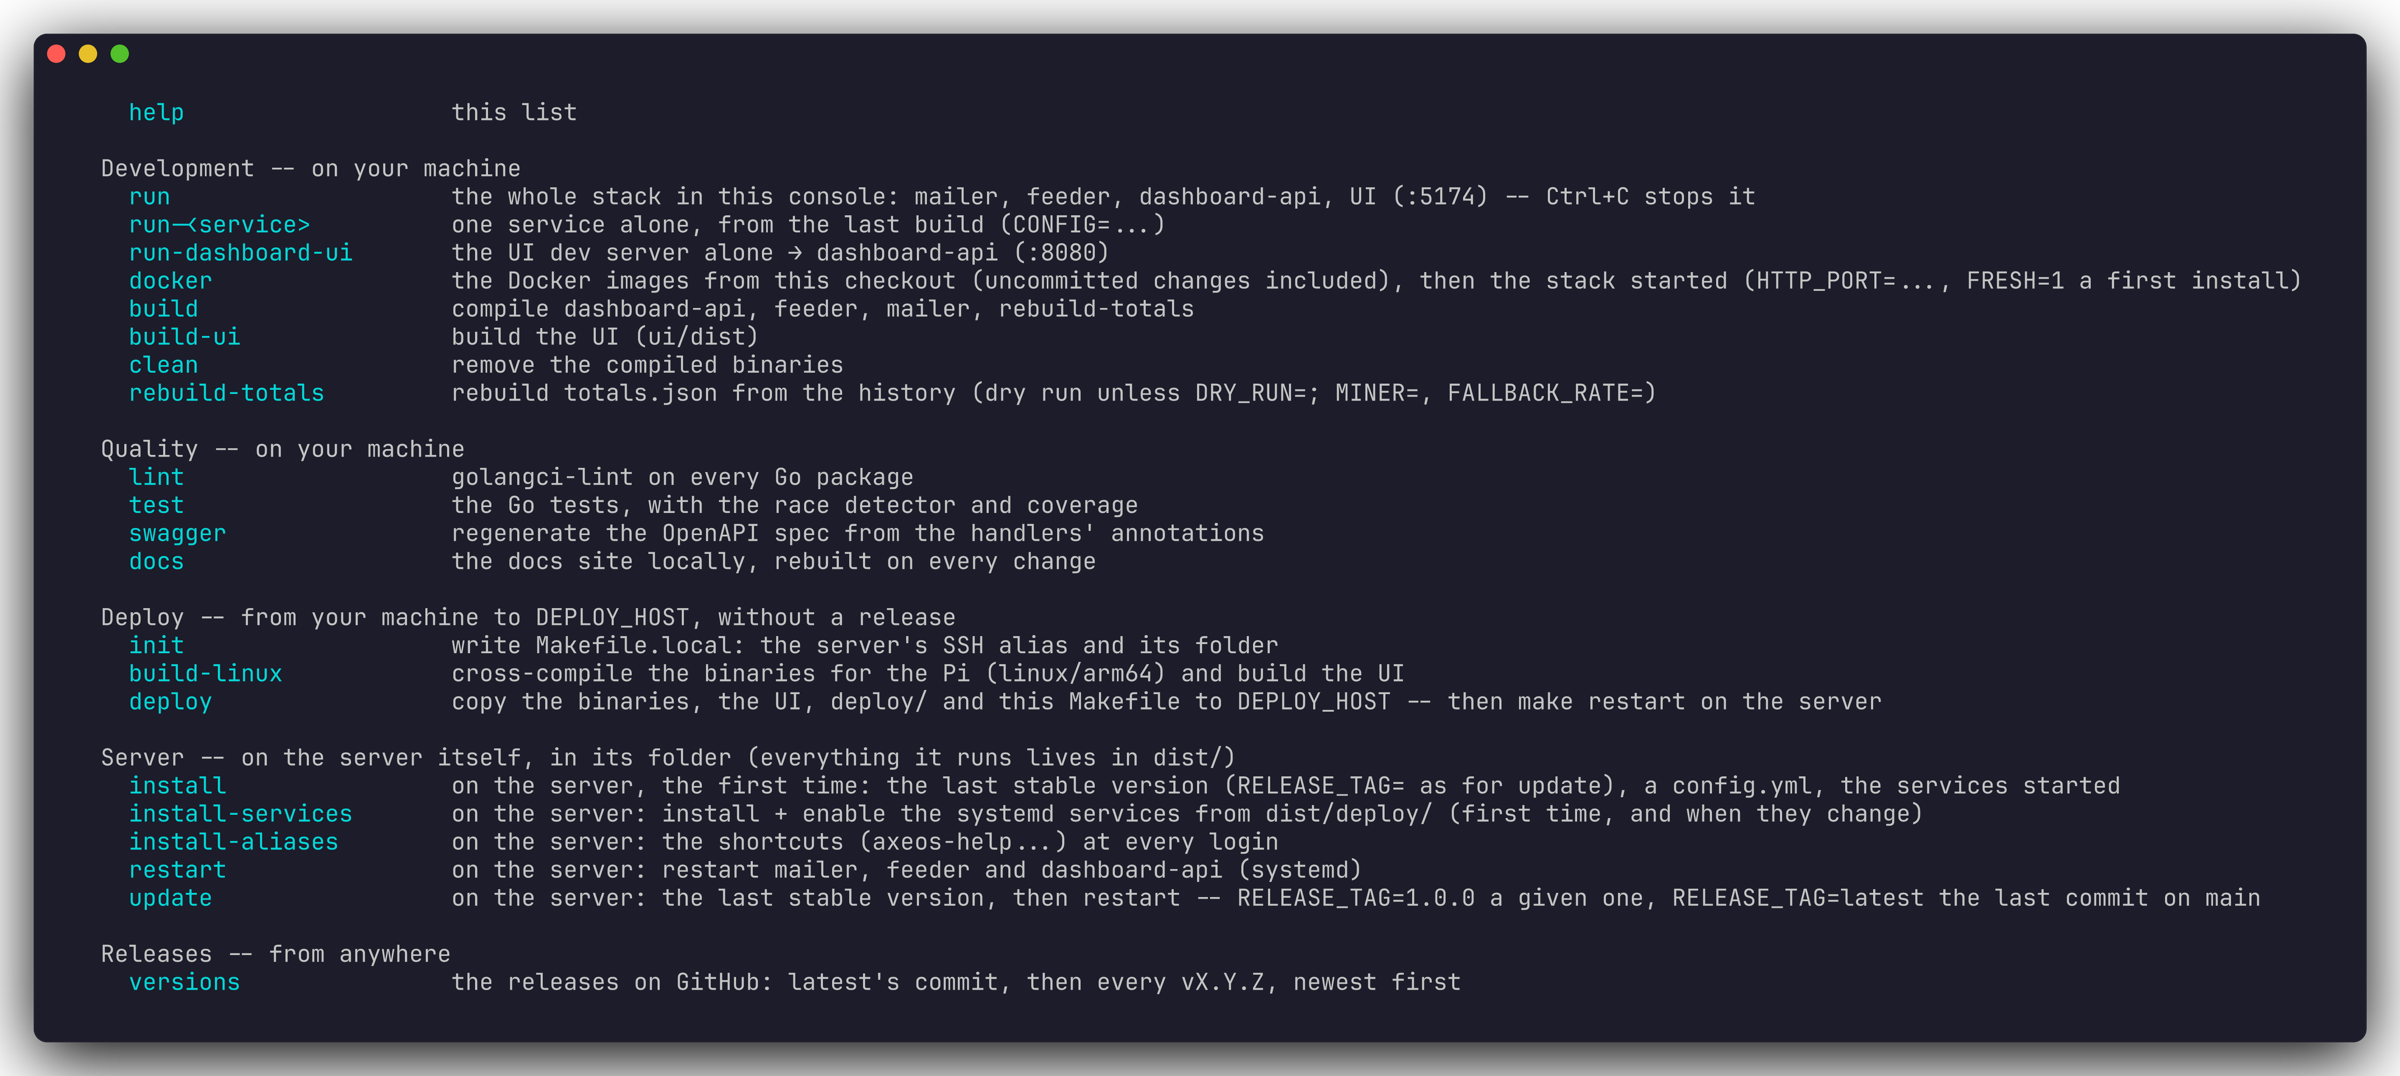 help                   this list

Development -- on your machine
  run                    the whole stack in this console: mailer, feeder, dashboard-api, UI (:5174) -- Ctrl+C stops it
  run-<service>          one service alone, from the last build (CONFIG=...)
  run-dashboard-ui       the UI dev server alone → dashboard-api (:8080)
  docker                 the Docker images from this checkout (uncommitted changes included), then the stack started (HTTP_PORT=..., FRESH=1 a first install)
  build                  compile dashboard-api, feeder, mailer, rebuild-totals
  build-ui               build the UI (ui/dist)
  clean                  remove the compiled binaries
  rebuild-totals         rebuild totals.json from the history (dry run unless DRY_RUN=; MINER=, FALLBACK_RATE=)

Quality -- on your machine
  lint                   golangci-lint on every Go package
  test                   the Go tests, with the race detector and coverage
  swagger                regenerate the OpenAPI spec from the handlers' annotations
  docs                   the docs site locally, rebuilt on every change

Deploy -- from your machine to DEPLOY_HOST, without a release
  init                   write Makefile.local: the server's SSH alias and its folder
  build-linux            cross-compile the binaries for the Pi (linux/arm64) and build the UI
  deploy                 copy the binaries, the UI, deploy/ and this Makefile to DEPLOY_HOST -- then make restart on the server

Server -- on the server itself, in its folder (everything it runs lives in dist/)
  install                on the server, the first time: the last stable version (RELEASE_TAG= as for update), a config.yml, the services started
  install-services       on the server: install + enable the systemd services from dist/deploy/ (first time, and when they change)
  install-aliases        on the server: the shortcuts (axeos-help...) at every login
  restart                on the server: restart mailer, feeder and dashboard-api (systemd)
  update                 on the server: the last stable version, then restart -- RELEASE_TAG=1.0.0 a given one, RELEASE_TAG=latest the last commit on main

Releases -- from anywhere
  versions               the releases on GitHub: latest's commit, then every vX.Y.Z, newest first